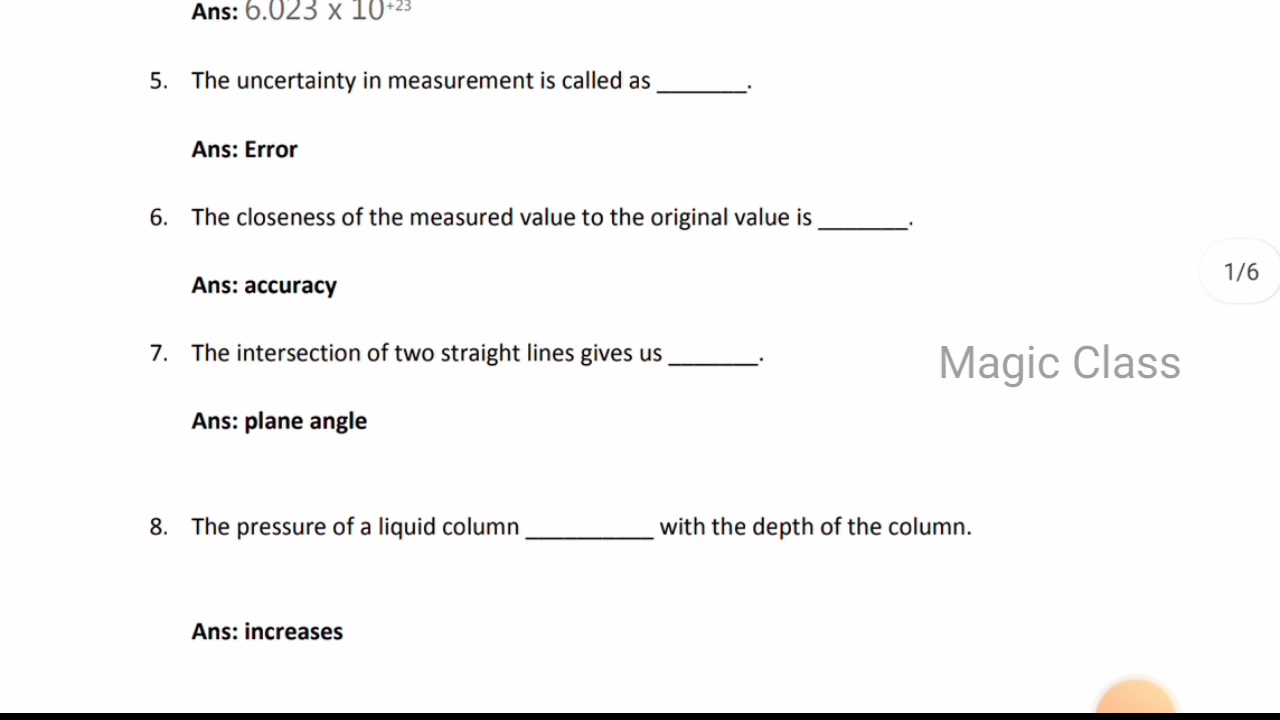 Ans: 6.023 x 10⁺²³
5. The uncertainty in measurement is called as _______.
Ans: Error
6. The closeness of the measured value to the original value is _______.
Ans: accuracy
1/6
7. The intersection of two straight lines gives us _______.
Magic Class
Ans: plane angle
8. The pressure of a liquid column __________ with the depth of the column.
Ans: increases